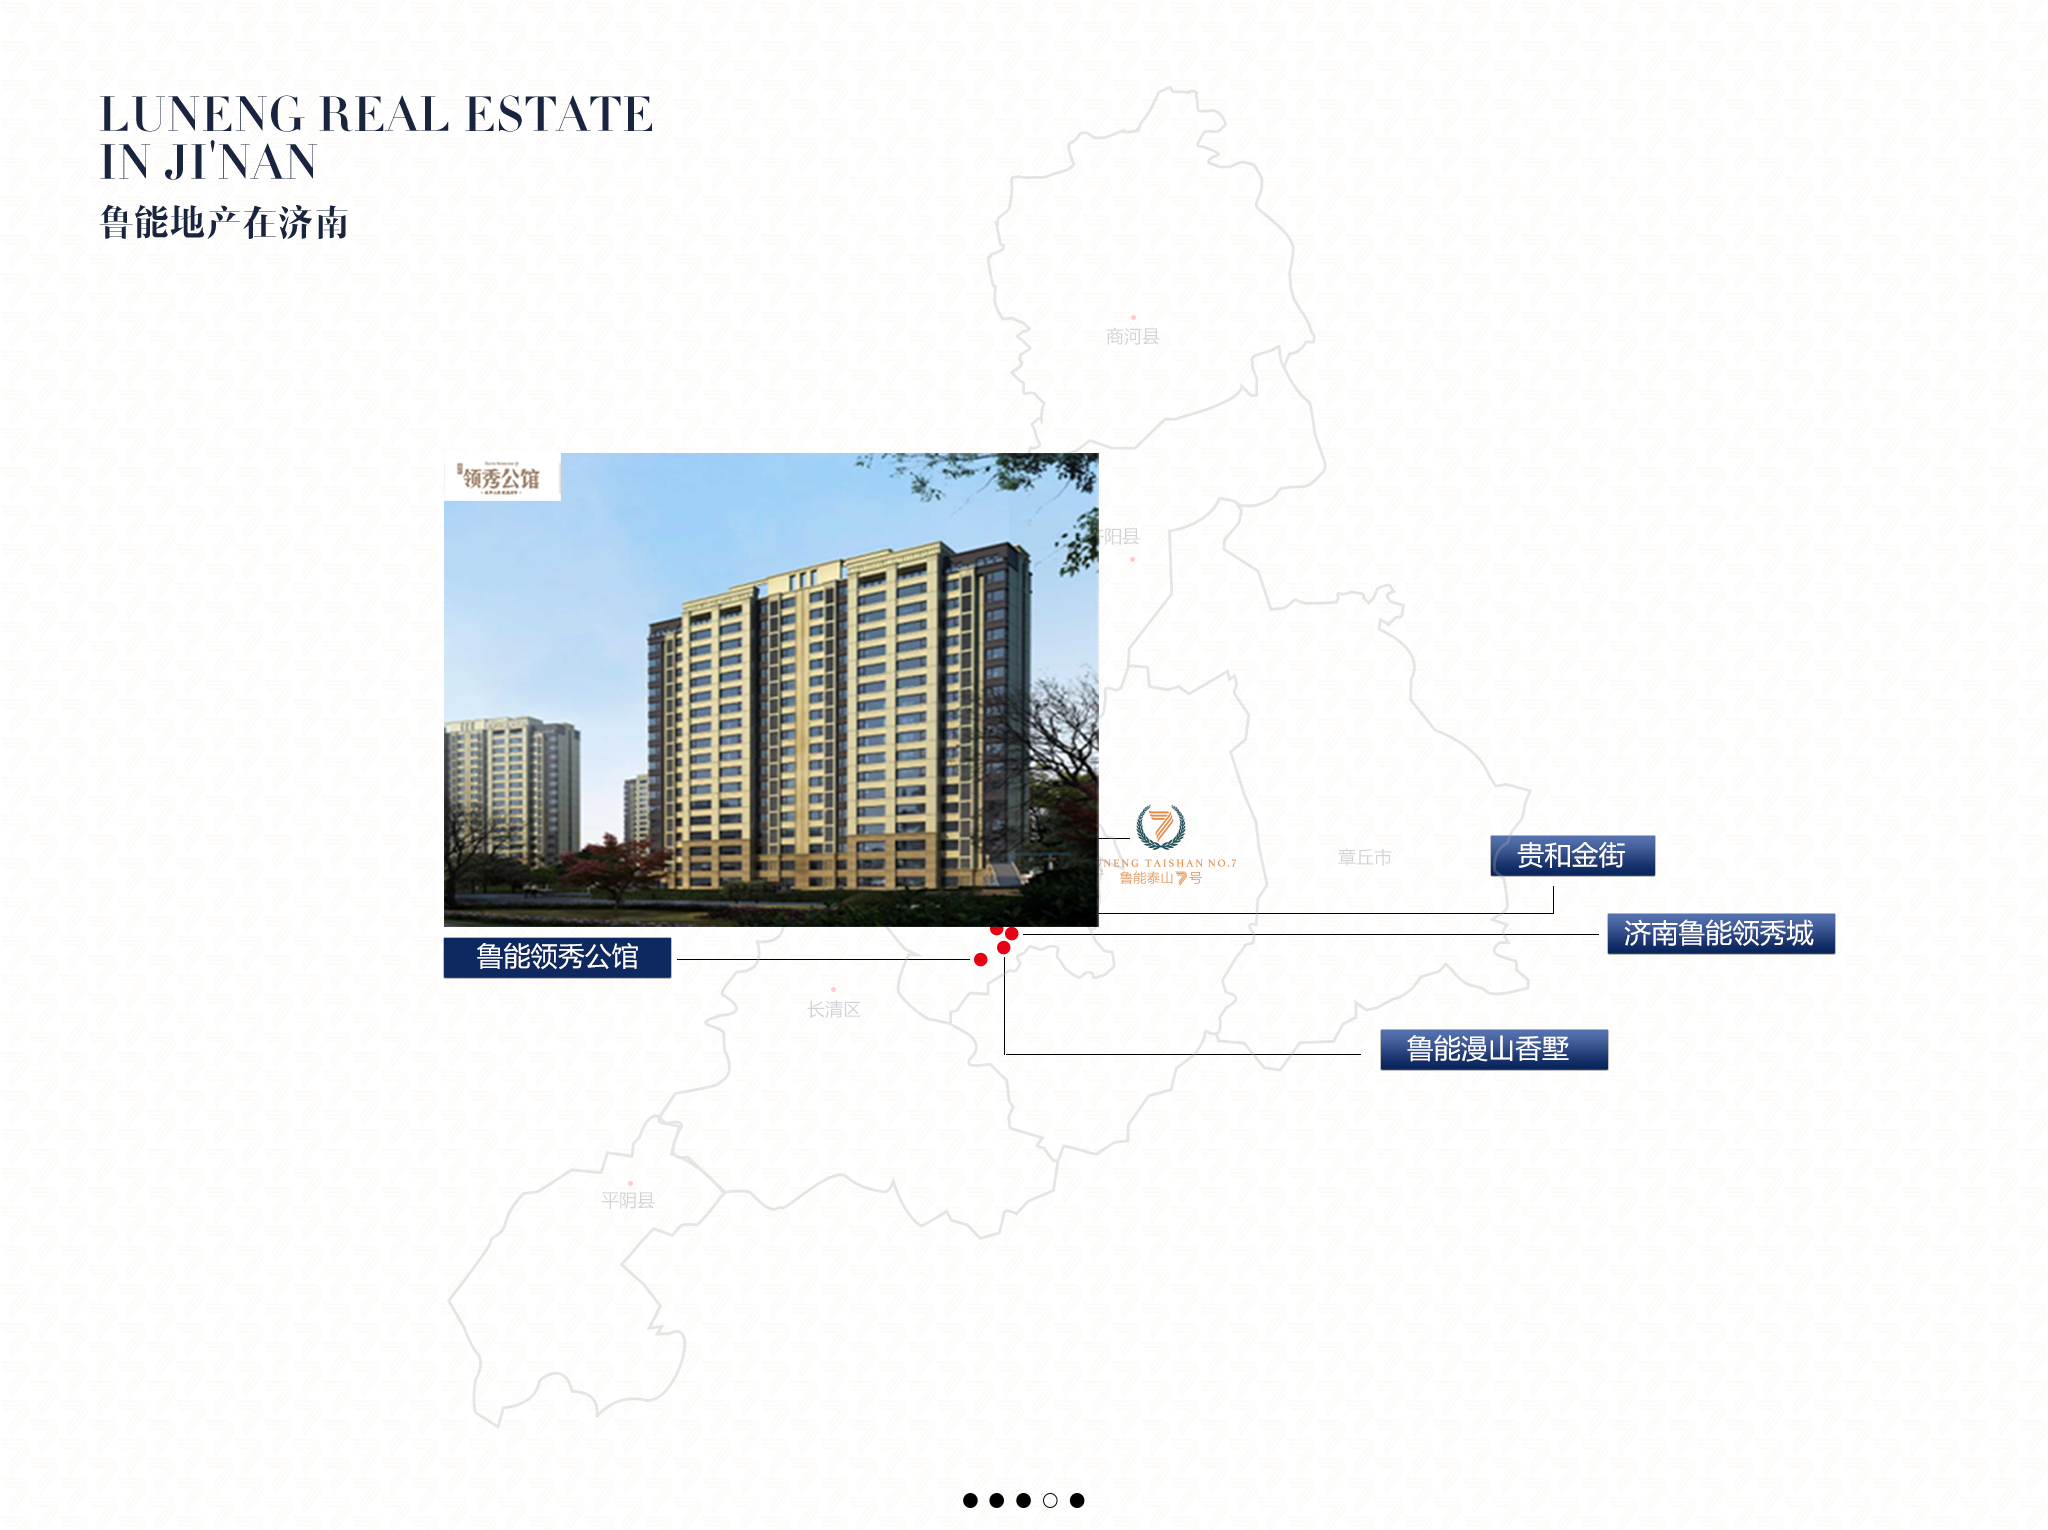 LUNENG REAL ESTATE
IN JI'NAN
鲁能地产在济南
商河县
领秀公馆
阳县
章丘市
贵和金街
NENG TAISHAN NO.7
鲁能泰山7号
济南鲁能领秀城
鲁能领秀公馆
长清区
鲁能漫山香墅
平阴县